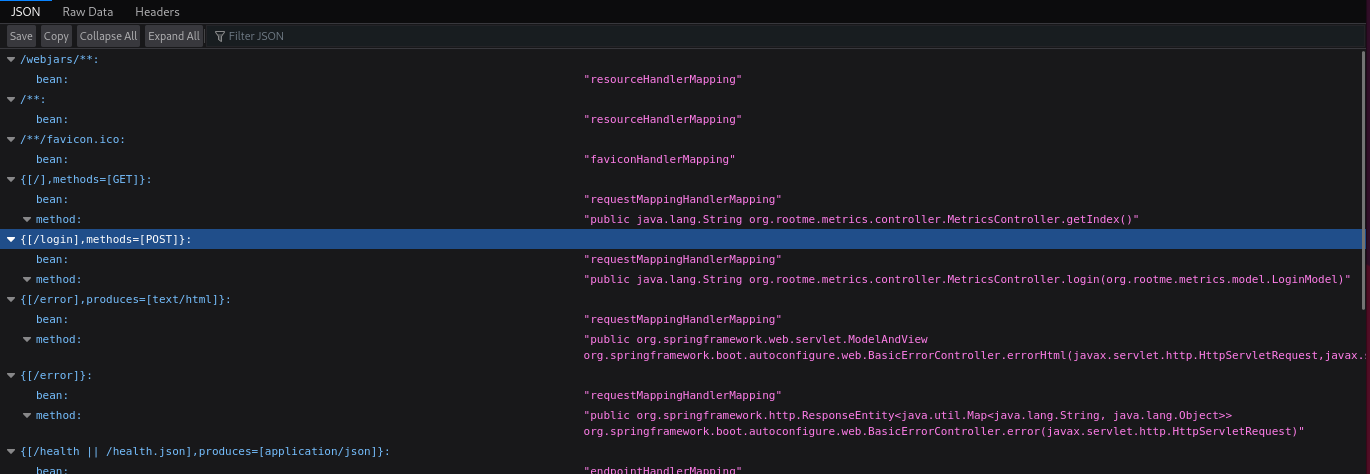 JSON Raw Data Headers
Save Copy Collapse All Expand All Filter JSON
/webjars/**:
bean: "resourceHandlerMapping"
/**:
bean: "resourceHandlerMapping"
/**/favicon.ico:
bean: "faviconHandlerMapping"
{[/],methods=[GET]}:
bean: "requestMappingHandlerMapping"
method: "public java.lang.String org.rootme.metrics.controller.MetricsController.getIndex()"
{[/login],methods=[POST]}:
bean: "requestMappingHandlerMapping"
method: "public java.lang.String org.rootme.metrics.controller.MetricsController.login(org.rootme.metrics.model.LoginModel)"
{[/error],produces=[text/html]}:
bean: "requestMappingHandlerMapping"
method: "public org.springframework.web.servlet.ModelAndView
org.springframework.boot.autoconfigure.web.BasicErrorController.errorHtml(javax.servlet.http.HttpServletRequest,javax.s
{[/error]}:
bean: "requestMappingHandlerMapping"
method: "public org.springframework.http.ResponseEntity<java.util.Map<java.lang.String, java.lang.Object>>
org.springframework.boot.autoconfigure.web.BasicErrorController.error(javax.servlet.http.HttpServletRequest)"
{[/health || /health.json],produces=[application/json]}:
bean: "endpointHandlerMapping"